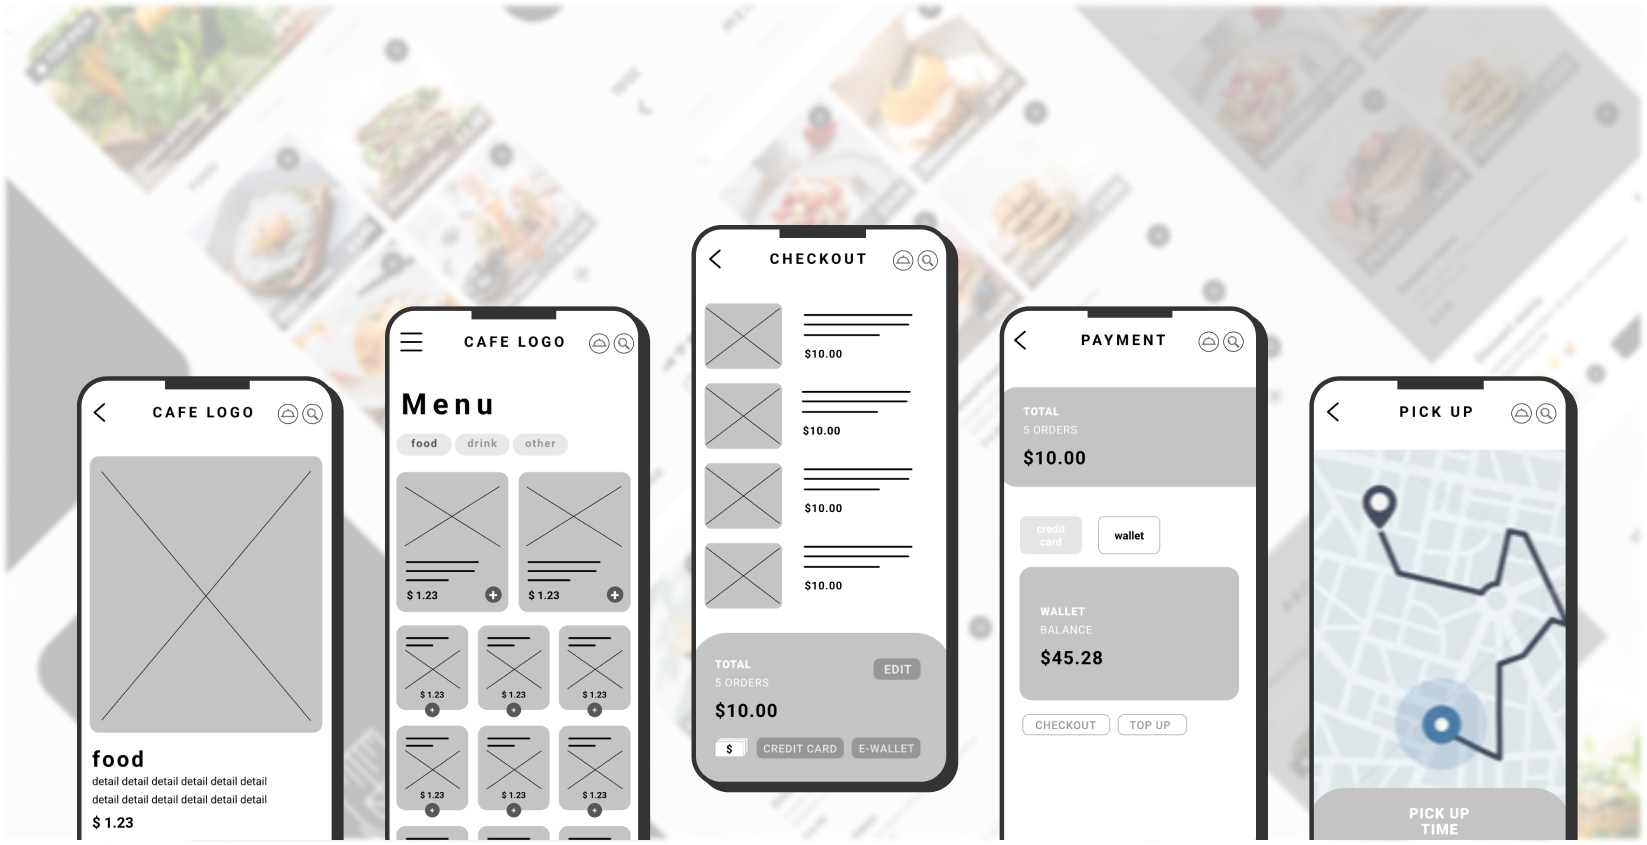 CAFE LOGO
food
detail detail detail detail detail detail
detail detail detail detail detail detail
$ 1.23
CAFE LOGO
Menu
food drink other
$ 1.23 $ 1.23
$ 1.23 $ 1.23 $ 1.23
$ 1.23 $ 1.23 $ 1.23
CHECKOUT
$10.00
$10.00
$10.00
$10.00
TOTAL
5 ORDERS
EDIT
$10.00
$ CREDIT CARD E-WALLET
PAYMENT
TOTAL
5 ORDERS
$10.00
credit
card
wallet
WALLET
BALANCE
$45.28
CHECKOUT TOP UP
PICK UP
PICK UP
TIME